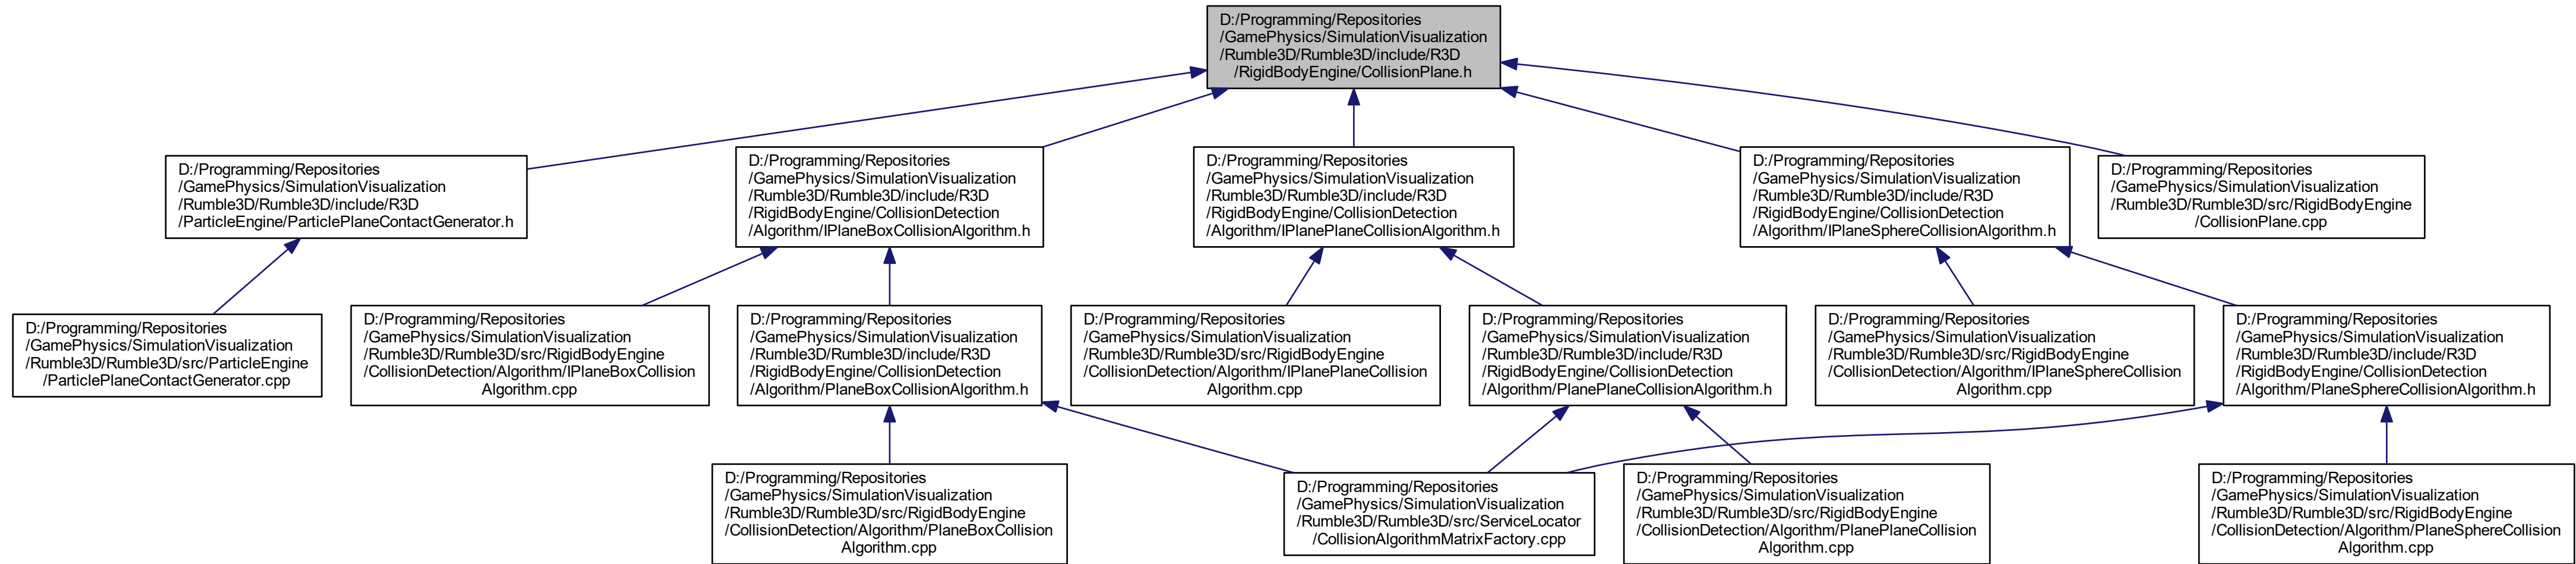 D:/Programming/Repositories
/GamePhysics/SimulationVisualization
/Rumble3D/Rumble3D/include/R3D
/RigidBodyEngine/CollisionPlane.h
D:/Programming/Repositories
/GamePhysics/SimulationVisualization
/Rumble3D/Rumble3D/include/R3D
/ParticleEngine/ParticlePlaneContactGenerator.h
D:/Programming/Repositories
/GamePhysics/SimulationVisualization
/Rumble3D/Rumble3D/include/R3D
/RigidBodyEngine/CollisionDetection
/Algorithm/IPlaneBoxCollisionAlgorithm.h
D:/Programming/Repositories
/GamePhysics/SimulationVisualization
/Rumble3D/Rumble3D/include/R3D
/RigidBodyEngine/CollisionDetection
/Algorithm/IPlanePlaneCollisionAlgorithm.h
D:/Programming/Repositories
/GamePhysics/SimulationVisualization
/Rumble3D/Rumble3D/include/R3D
/RigidBodyEngine/CollisionDetection
/Algorithm/IPlaneSphereCollisionAlgorithm.h
D:/Programming/Repositories
/GamePhysics/SimulationVisualization
/Rumble3D/Rumble3D/src/RigidBodyEngine
/CollisionPlane.cpp
D:/Programming/Repositories
/GamePhysics/SimulationVisualization
/Rumble3D/Rumble3D/src/ParticleEngine
/ParticlePlaneContactGenerator.cpp
D:/Programming/Repositories
/GamePhysics/SimulationVisualization
/Rumble3D/Rumble3D/src/RigidBodyEngine
/CollisionDetection/Algorithm/IPlaneBoxCollision
Algorithm.cpp
D:/Programming/Repositories
/GamePhysics/SimulationVisualization
/Rumble3D/Rumble3D/include/R3D
/RigidBodyEngine/CollisionDetection
/Algorithm/PlaneBoxCollisionAlgorithm.h
D:/Programming/Repositories
/GamePhysics/SimulationVisualization
/Rumble3D/Rumble3D/src/RigidBodyEngine
/CollisionDetection/Algorithm/IPlanePlaneCollision
Algorithm.cpp
D:/Programming/Repositories
/GamePhysics/SimulationVisualization
/Rumble3D/Rumble3D/include/R3D
/RigidBodyEngine/CollisionDetection
/Algorithm/PlanePlaneCollisionAlgorithm.h
D:/Programming/Repositories
/GamePhysics/SimulationVisualization
/Rumble3D/Rumble3D/src/RigidBodyEngine
/CollisionDetection/Algorithm/IPlaneSphereCollision
Algorithm.cpp
D:/Programming/Repositories
/GamePhysics/SimulationVisualization
/Rumble3D/Rumble3D/include/R3D
/RigidBodyEngine/CollisionDetection
/Algorithm/PlaneSphereCollisionAlgorithm.h
D:/Programming/Repositories
/GamePhysics/SimulationVisualization
/Rumble3D/Rumble3D/src/RigidBodyEngine
/CollisionDetection/Algorithm/PlaneBoxCollision
Algorithm.cpp
D:/Programming/Repositories
/GamePhysics/SimulationVisualization
/Rumble3D/Rumble3D/src/ServiceLocator
/CollisionAlgorithmMatrixFactory.cpp
D:/Programming/Repositories
/GamePhysics/SimulationVisualization
/Rumble3D/Rumble3D/src/RigidBodyEngine
/CollisionDetection/Algorithm/PlanePlaneCollision
Algorithm.cpp
D:/Programming/Repositories
/GamePhysics/SimulationVisualization
/Rumble3D/Rumble3D/src/RigidBodyEngine
/CollisionDetection/Algorithm/PlaneSphereCollision
Algorithm.cpp